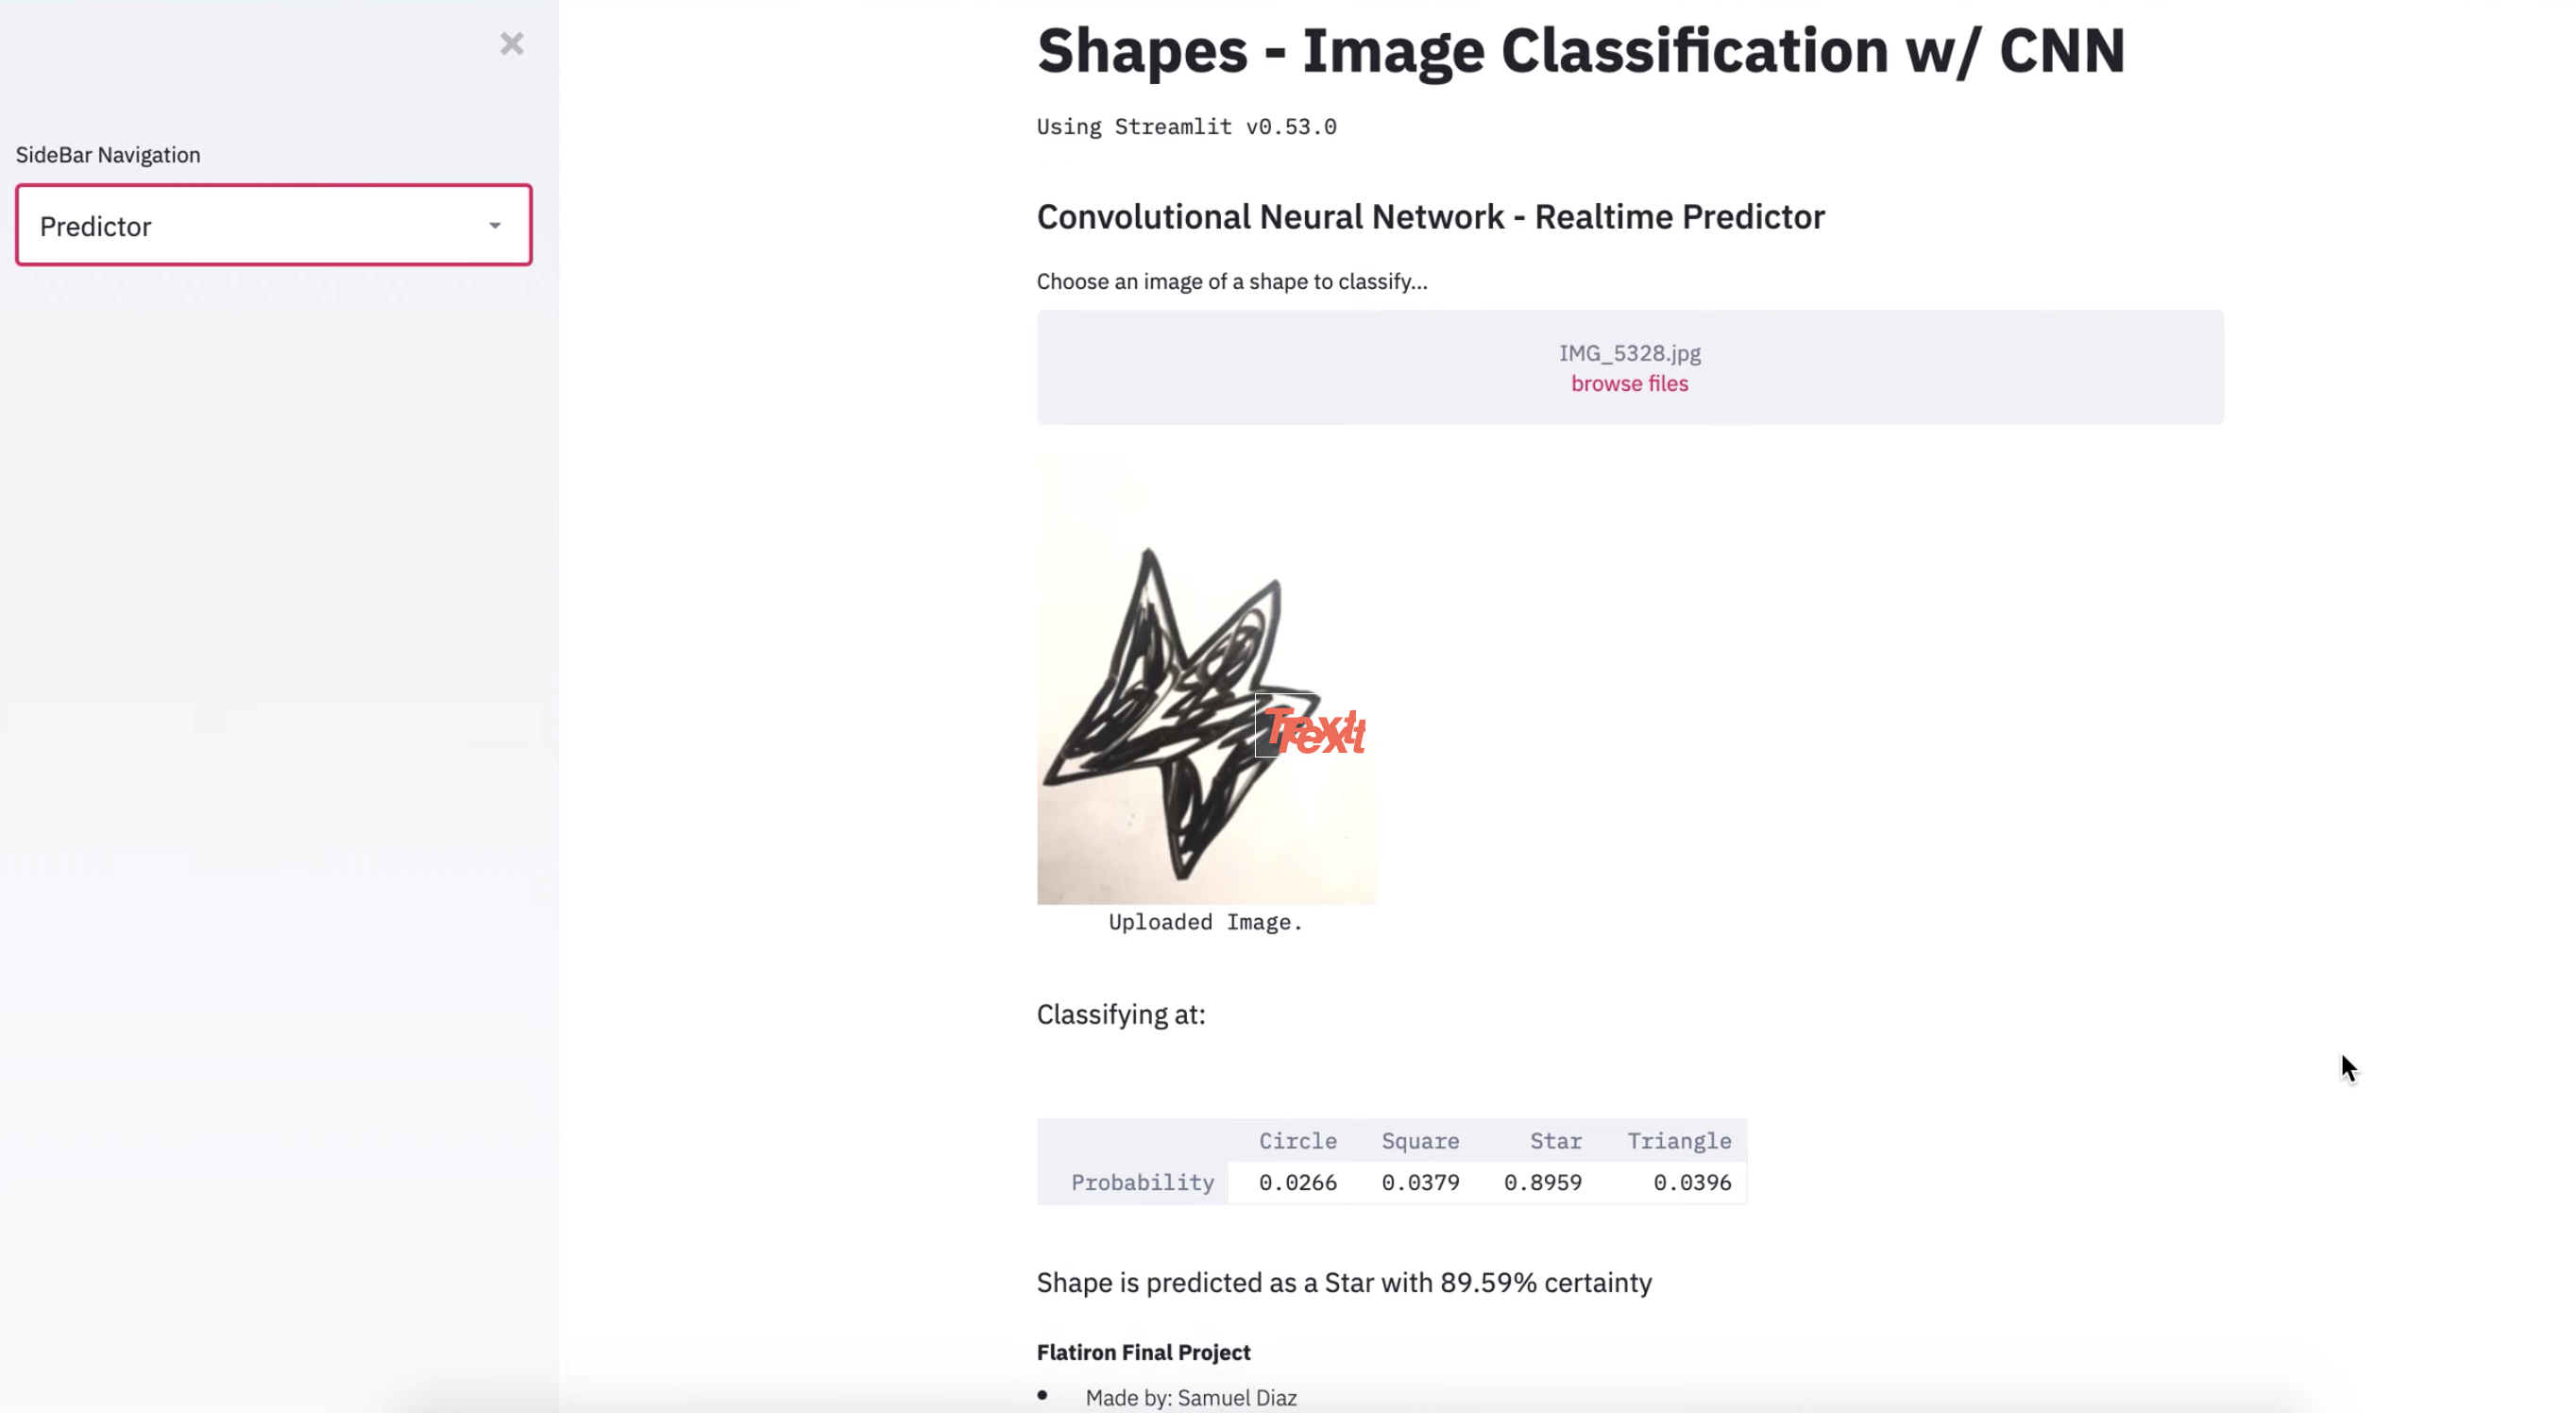 Shapes - Image Classification w/ CNN
Using Streamlit v0.53.0
SideBar Navigation
Predictor
Convolutional Neural Network - Realtime Predictor
Choose an image of a shape to classify...
IMG_5328.jpg
browse files
Text
Text
Uploaded Image.
Classifying at:
Circle Square Star Triangle
Probability 0.0266 0.0379 0.8959 0.0396
Shape is predicted as a Star with 89.59% certainty
Flatiron Final Project
• Made by: Samuel Diaz